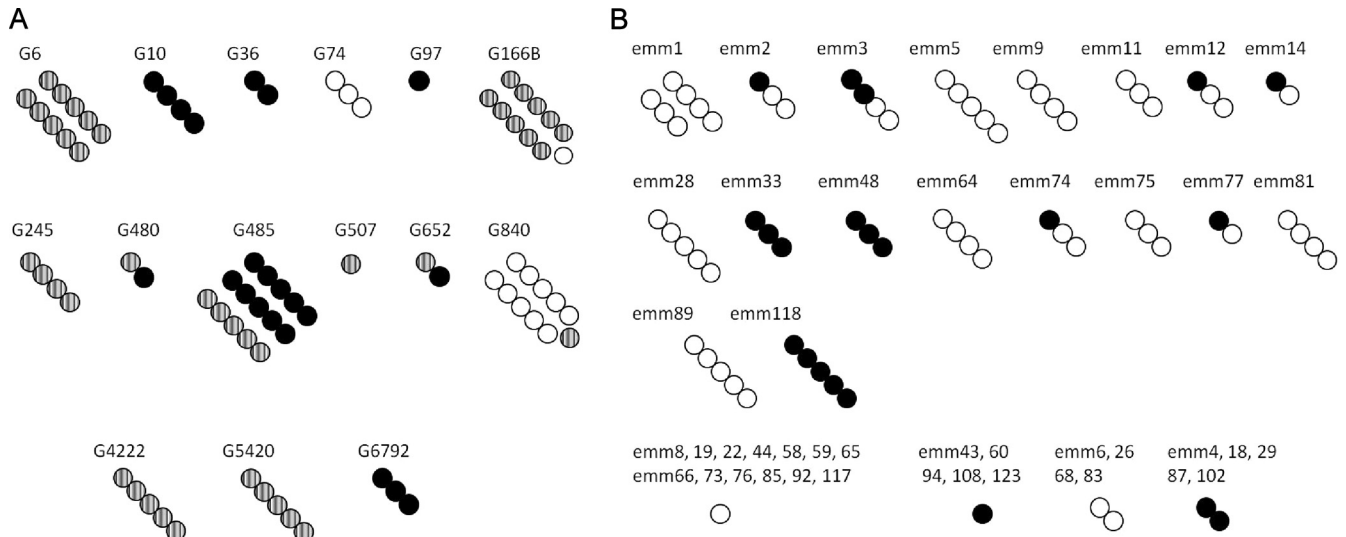 A
G6 G10 G36 G74 G97 G166B
G245 G480 G485 G507 G652 G840
G4222 G5420 G6792
B
emm1 emm2 emm3 emm5 emm9 emm11 emm12 emm14
emm28 emm33 emm48 emm64 emm74 emm75 emm77 emm81
emm89 emm118
emm8, 19, 22, 44, 58, 59, 65
emm66, 73, 76, 85, 92, 117
emm43, 60
94, 108, 123
emm6, 26
68, 83
emm4, 18, 29
87, 102